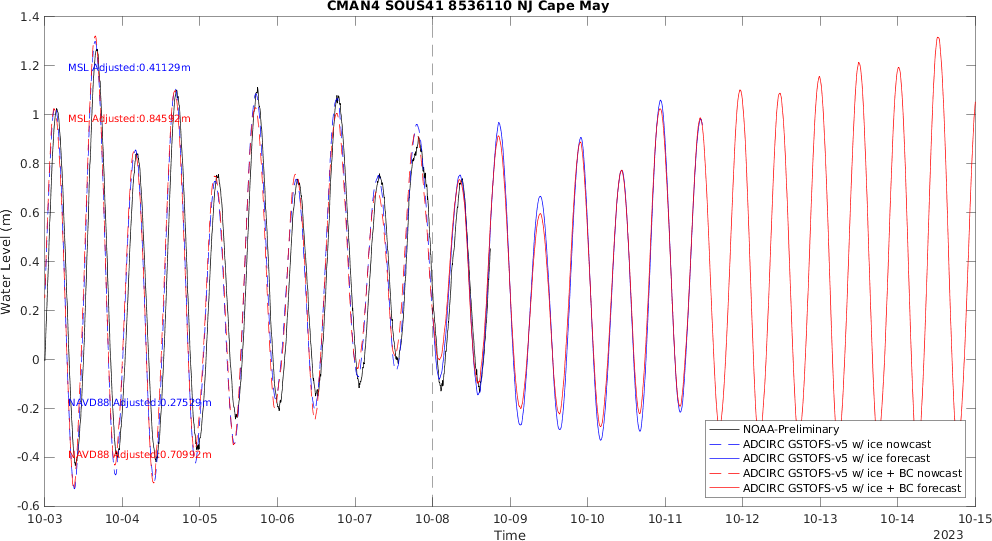 CMAN4 SOUS41 8536110 NJ Cape May
1.4
1.2
1
0.8
0.6
0.4
0.2
0
-0.2
-0.4
-0.6
Water Level (m)
MSL Adjusted:0.41129m
MSL Adjusted:0.84592m
NAVD88 Adjusted:0.27529m
NAVD88 Adjusted:0.70992m
NOAA-Preliminary
ADCIRC GSTOFS-v5 w/ ice nowcast
ADCIRC GSTOFS-v5 w/ ice forecast
ADCIRC GSTOFS-v5 w/ ice + BC nowcast
ADCIRC GSTOFS-v5 w/ ice + BC forecast
10-03 10-04 10-05 10-06 10-07 10-08 10-09 10-10 10-11 10-12 10-13 10-14 10-15
Time
2023